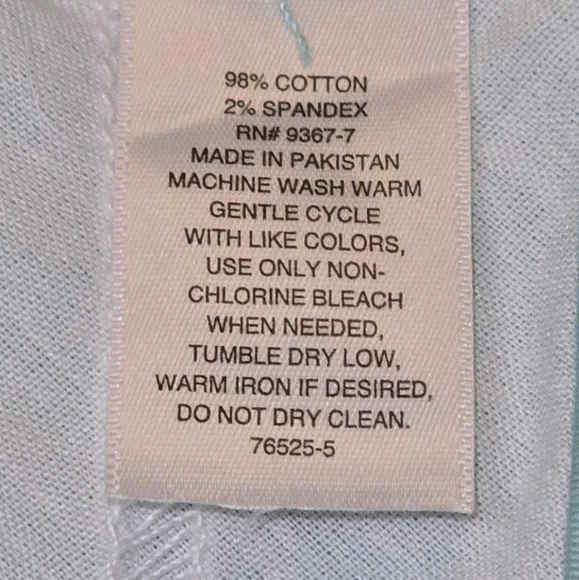 98% COTTON
2% SPANDEX
RN# 9367-7
MADE IN PAKISTAN
MACHINE WASH WARM
GENTLE CYCLE
WITH LIKE COLORS,
USE ONLY NON-
CHLORINE BLEACH
WHEN NEEDED,
TUMBLE DRY LOW,
WARM IRON IF DESIRED,
DO NOT DRY CLEAN.
76525-5